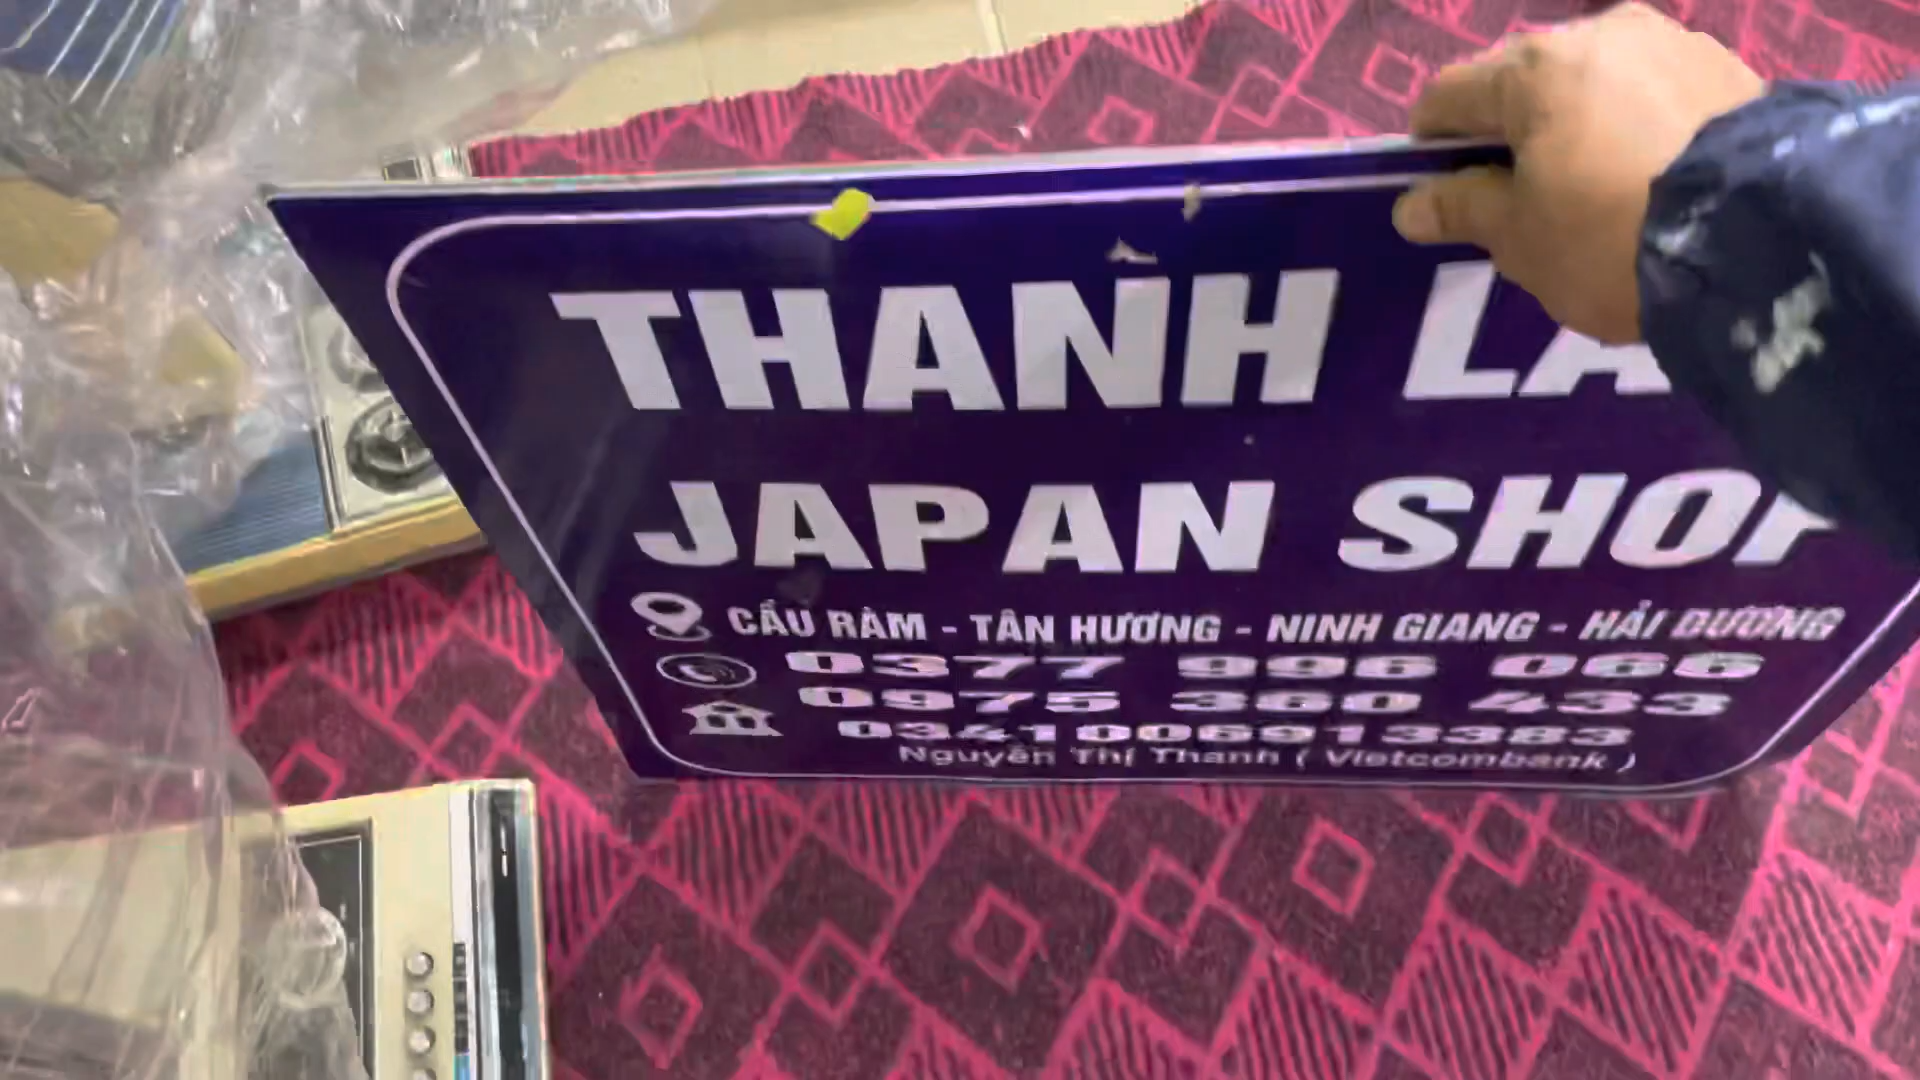 THANH
JAPAN SHOP
CẦU RÀM - TÂN HƯƠNG - NINH GIANG - HẢI DƯƠNG
0377 996 066
0975 360 433
0341006913383
Nguyễn Thị Thanh ( Vietcombank )